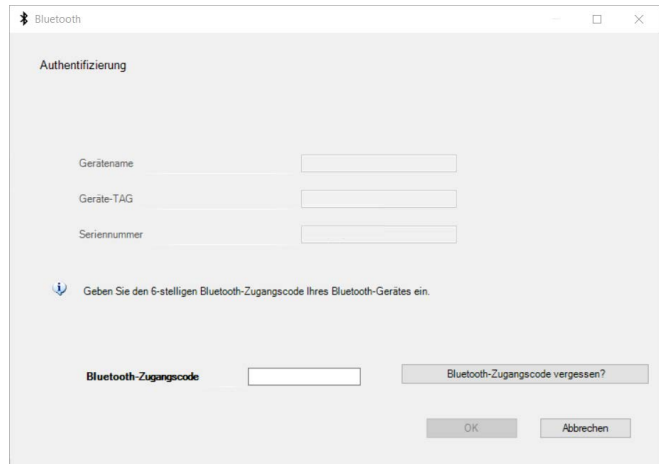 Bluetooth
Authentifizierung
Gerätename
Geräte-TAG
Seriennummer
Geben Sie den 6-stelligen Bluetooth-Zugangscode Ihres Bluetooth-Gerätes ein.
Bluetooth-Zugangscode
Bluetooth-Zugangscode vergessen?
OK
Abbrechen